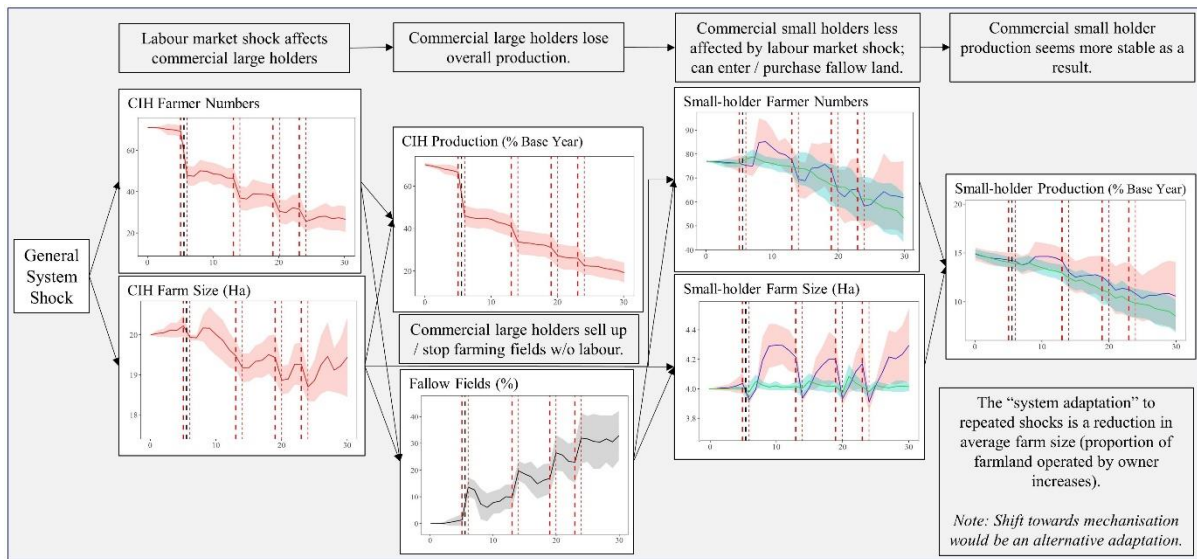 Labour market shock affects
commercial large holders
Commercial large holders lose
overall production.
Commercial small holders less
affected by labour market shock;
can enter / purchase fallow land.
Commercial small holder
production seems more stable as a
result.
General
System
Shock
CIH Farmer Numbers
60
40
20
0
10
20
30
CIH Farm Size (Ha)
20
19
18
0
10
20
30
CIH Production (% Base Year)
60
40
20
0
10
20
30
Commercial large holders sell up
/ stop farming fields w/o labour.
Fallow Fields (%)
40
30
20
10
0
0
10
20
30
Small-holder Farmer Numbers
90
80
70
60
50
40
0
10
20
30
Small-holder Farm Size (Ha)
4.4
4.2
4.0
3.8
0
10
20
30
Small-holder Production (% Base Year)
20
15
10
0
10
20
30
The “system adaptation” to
repeated shocks is a reduction in
average farm size (proportion of
farmland operated by owner
increases).
Note: Shift towards mechanisation
would be an alternative adaptation.